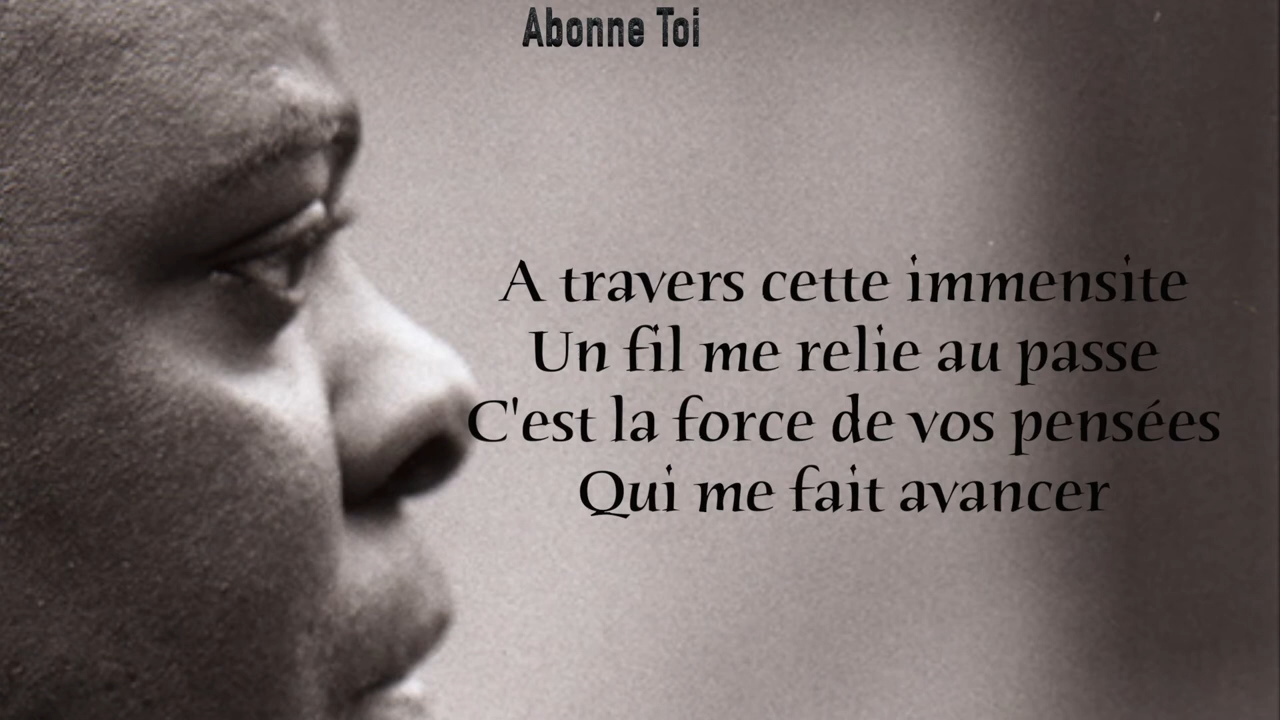 Abonne Toi
A travers cette immensite
Un fil me relie au passe
C'est la force de vos pensées
Qui me fait avancer